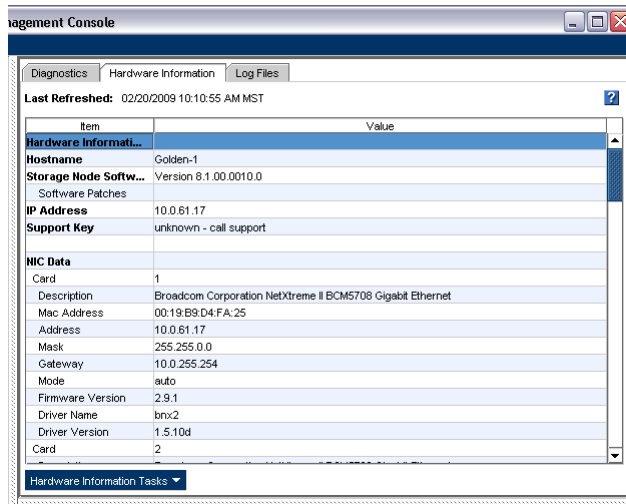 nagement Console
Diagnostics Hardware Information Log Files
Last Refreshed: 02/20/2009 10:10:55 AM MST
?
Item Value
Hardware Informati...
Hostname Golden-1
Storage Node Softw... Version 8.1.00.0010.0
Software Patches
IP Address 10.0.61.17
Support Key unknown - call support
NIC Data
Card 1
Description Broadcom Corporation NetXtreme II BCM5708 Gigabit Ethernet
Mac Address 00:19:B9:D4:FA:25
Address 10.0.61.17
Mask 255.255.0.0
Gateway 10.0.255.254
Mode auto
Firmware Version 2.9.1
Driver Name bnx2
Driver Version 1.5.10d
Card 2
Hardware Information Tasks